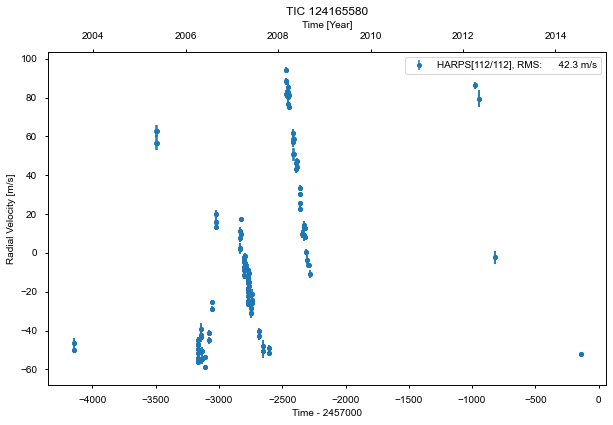 TIC 124165580
Time [Year]
2004 2006 2008 2010 2012 2014
HARPS[112/112], RMS: 42.3 m/s
Radial Velocity [m/s]
100
80
60
40
20
0
−20
−40
−60
−4000 −3500 −3000 −2500 −2000 −1500 −1000 −500 0
Time - 2457000